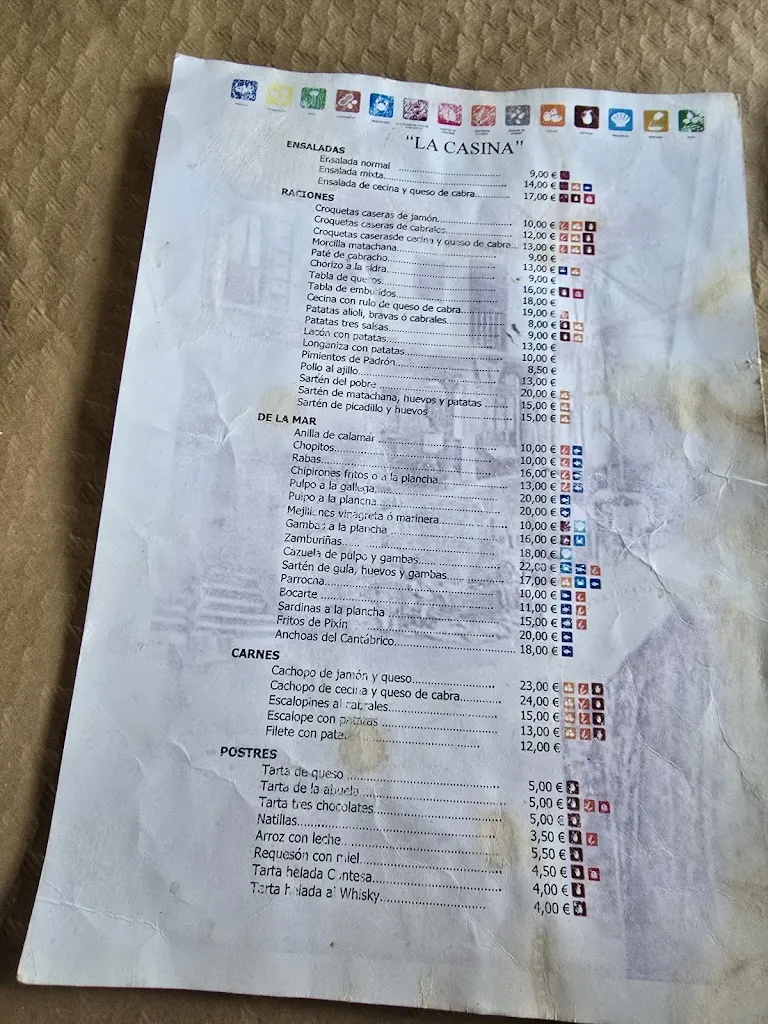 "LA CASINA"
ENSALADAS
Ensalada normal 9,00 €
Ensalada mixta 14,00 €
Ensalada de cecina y queso de cabra 17,00 €
RACIONES
Croquetas caseras de jamón 10,00 €
Croquetas caseras de cabrales 12,00 €
Croquetas caserasde cecina y queso de cabra 13,00 €
Morcilla matachana 9,00 €
Paté de cabracho 13,00 €
Chorizo a la sidra 9,00 €
Tabla de quesos 16,00 €
Tabla de embutidos 18,00 €
Cecina con rulo de queso de cabra 19,00 €
Patatas alioli, bravas ó cabrales 8,00 €
Patatas tres salsas 9,00 €
Lacón con patatas 13,00 €
Longaniza con patatas 10,00 €
Pimientos de Padrón 8,50 €
Pollo al ajillo 13,00 €
Sartén del pobre 20,00 €
Sartén de matachana, huevos y patatas 15,00 €
Sartén de picadillo y huevos 15,00 €
DE LA MAR
Anilla de calamar 10,00 €
Chopitos 10,00 €
Rabas 16,00 €
Chipirones fritos o a la plancha 13,00 €
Pulpo a la gallega 20,00 €
Pulpo a la plancha 20,00 €
Mejillones vinagreta ó marinera 10,00 €
Gambas a la plancha 16,00 €
Zamburiñas 18,00 €
Cazuela de pulpo y gambas 22,00 €
Sartén de gula, huevos y gambas 17,00 €
Parrocha 10,00 €
Bocarte 11,00 €
Sardinas a la plancha 15,00 €
Fritos de Pixin 20,00 €
Anchoas del Cantábrico 18,00 €
CARNES
Cachopo de jamón y queso 23,00 €
Cachopo de cecina y queso de cabra 24,00 €
Escalopines al cabrales 15,00 €
Escalope con patatas 13,00 €
Filete con patatas 12,00 €
POSTRES
Tarta de queso 5,00 €
Tarta de la abuela 5,00 €
Tarta tres chocolates 5,00 €
Natillas 3,50 €
Arroz con leche 5,50 €
Requesón con miel 4,50 €
Tarta helada Contesa 4,00 €
Tarta helada al Whisky 4,00 €